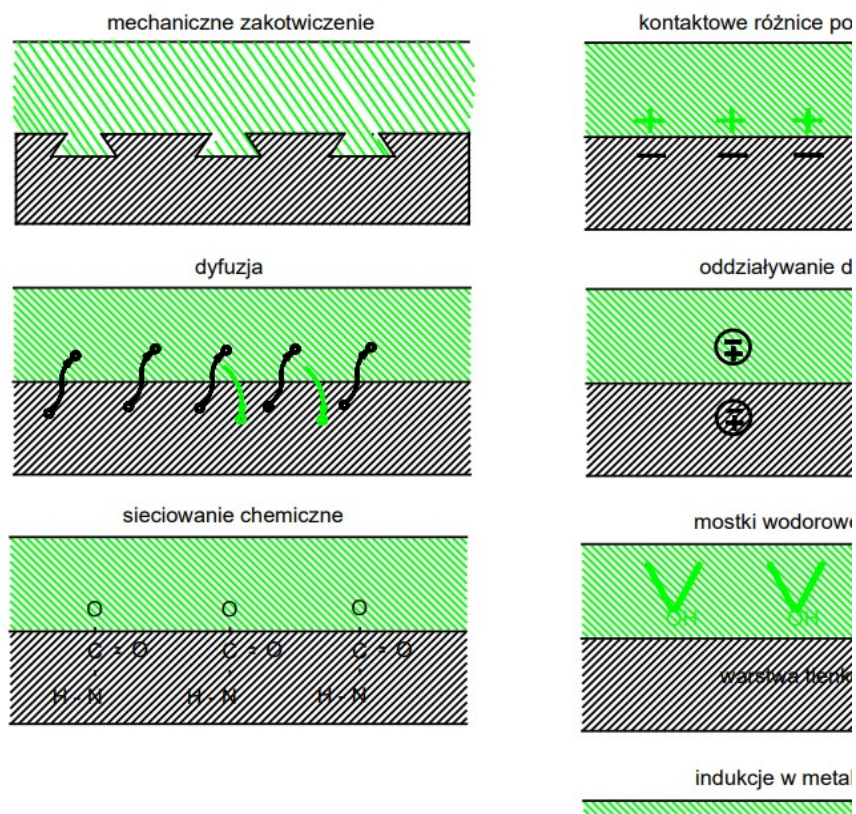 mechaniczne zakotwiczenie
kontaktowe różnice po
+ + +
- - -
dyfuzja
oddziaływanie d
sieciowanie chemiczne
O O O
C = O C = O C = O
H - N H - N H - N
mostki wodorowe
OH OH
warstwa tlenk
indukcje w metal